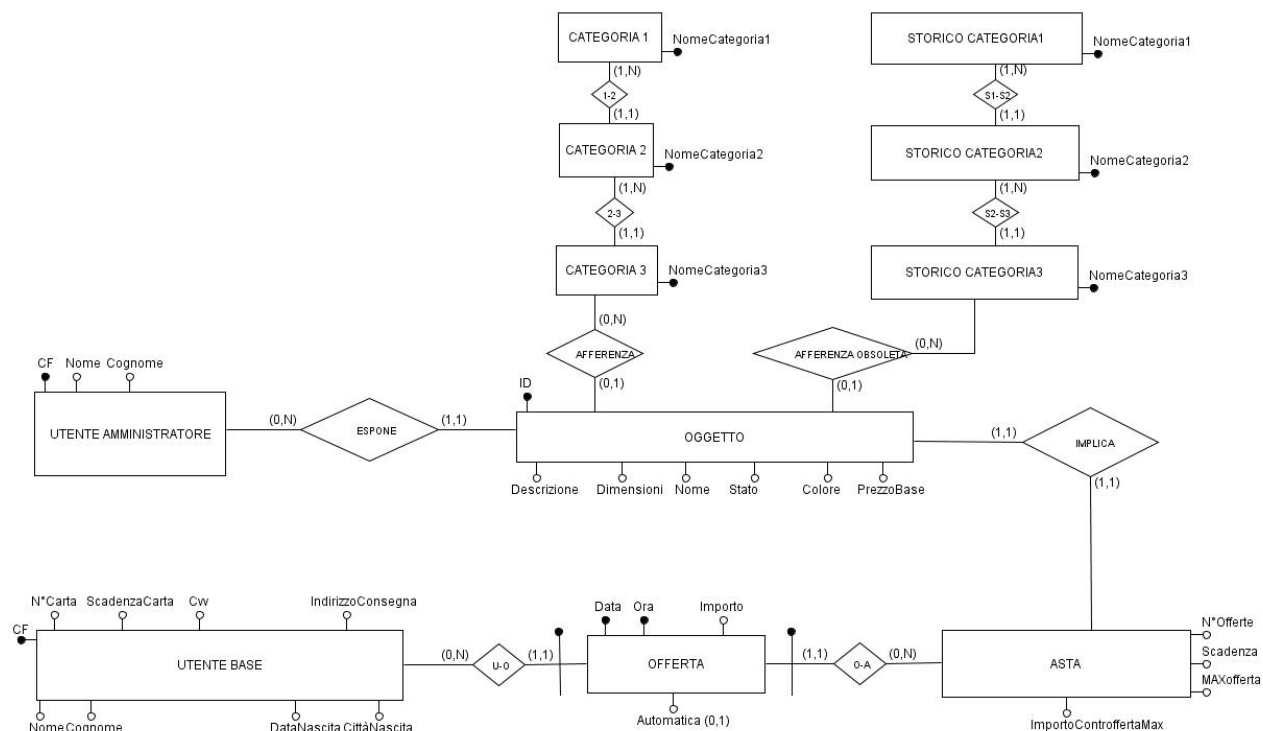 CATEGORIA 1
NomeCategoria1
STORICO CATEGORIA1
NomeCategoria1
(1,N)
(1,N)
1-2
S1-S2
(1,1)
(1,1)
CATEGORIA 2
NomeCategoria2
STORICO CATEGORIA2
NomeCategoria2
(1,N)
(1,N)
2-3
S2-S3
(1,1)
(1,1)
CATEGORIA 3
NomeCategoria3
STORICO CATEGORIA3
NomeCategoria3
(0,N)
(0,N)
AFFERENZA
AFFERENZA OBSOLETA
CF Nome Cognome
ID
(0,1)
(0,1)
UTENTE AMMINISTRATORE
(0,N)
ESPONE
(1,1)
OGGETTO
(1,1)
IMPLICA
(1,1)
Descrizione Dimensioni Nome Stato Colore PrezzoBase
N°Carta ScadenzaCarta Cvv IndirizzoConsegna
Data Ora Importo
CF
UTENTE BASE
(0,N)
U-O
(1,1)
OFFERTA
(1,1)
O-A
(0,N)
ASTA
N°Offerte
Scadenza
MAXofferta
NomeCognome DataNascita CittàNascita
Automatica (0,1)
ImportoControffertaMax